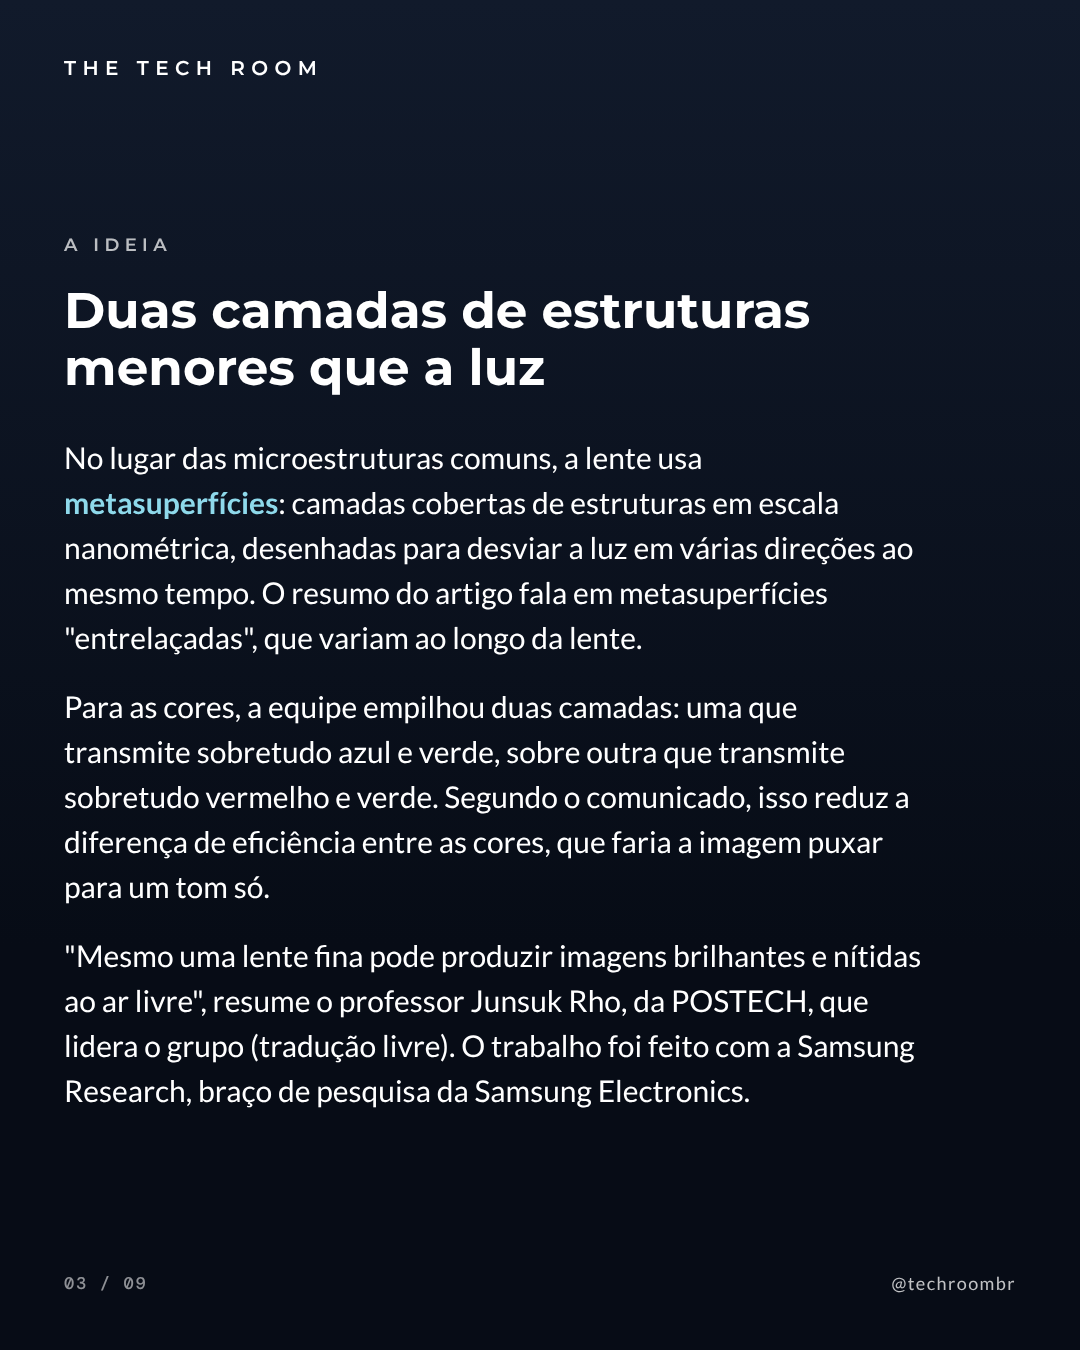 THE TECH ROOM
A IDEIA
Duas camadas de estruturas
menores que a luz
No lugar das microestruturas comuns, a lente usa
metasuperfícies: camadas cobertas de estruturas em escala
nanométrica, desenhadas para desviar a luz em várias direções ao
mesmo tempo. O resumo do artigo fala em metasuperfícies
"entrelaçadas", que variam ao longo da lente.
Para as cores, a equipe empilhou duas camadas: uma que
transmite sobretudo azul e verde, sobre outra que transmite
sobretudo vermelho e verde. Segundo o comunicado, isso reduz a
diferença de eficiência entre as cores, que faria a imagem puxar
para um tom só.
"Mesmo uma lente fina pode produzir imagens brilhantes e nítidas
ao ar livre", resume o professor Junsuk Rho, da POSTECH, que
lidera o grupo (tradução livre). O trabalho foi feito com a Samsung
Research, braço de pesquisa da Samsung Electronics.
03 / 09
@techroombr